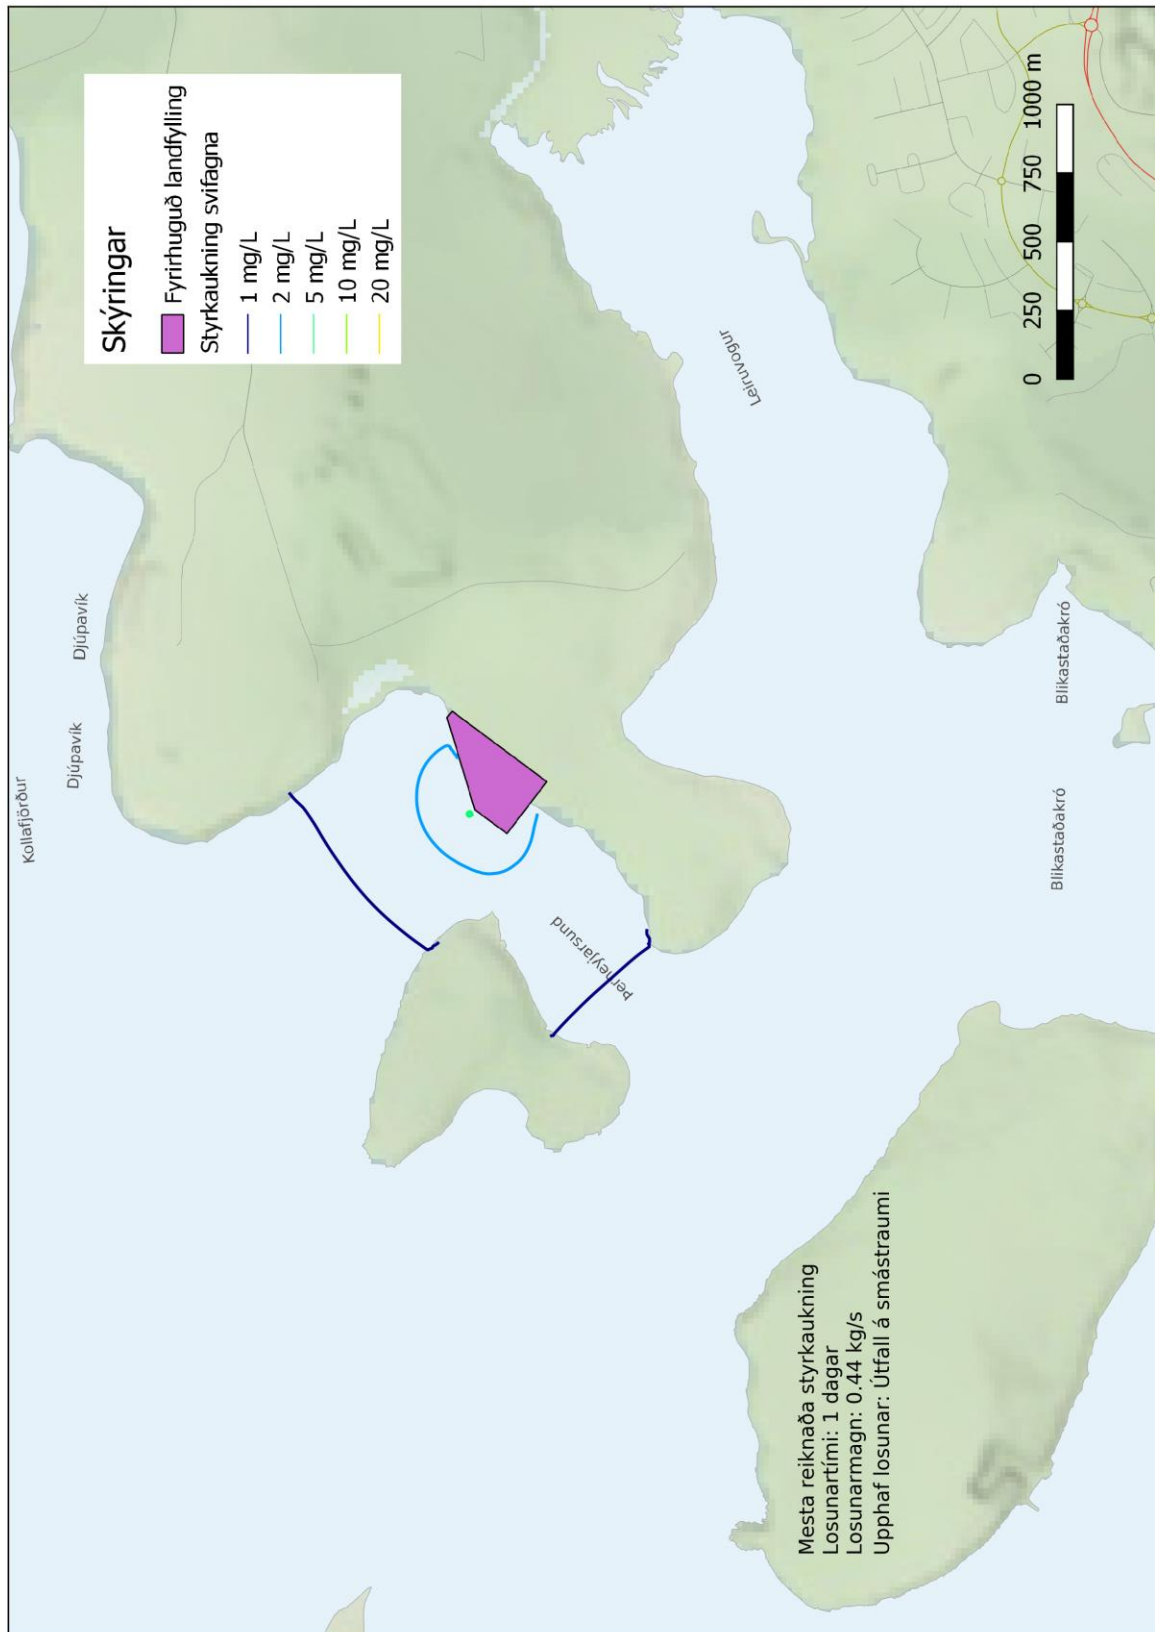 Kollafjörður
Djúpavík
Djúpavík
Skýringar
Fyrirhuguð landfylling
Styrkaukning svifagna
1 mg/L
2 mg/L
5 mg/L
10 mg/L
20 mg/L
Leiruvogur
Þerneyjarsund
Blikastaðakró
Blikastaðakró
0 250 500 750 1000 m
Mesta reiknaða styrkaukning
Losunartími: 1 dagar
Losunarmagn: 0.44 kg/s
Upphaf losunar: Útfall á smástraumi